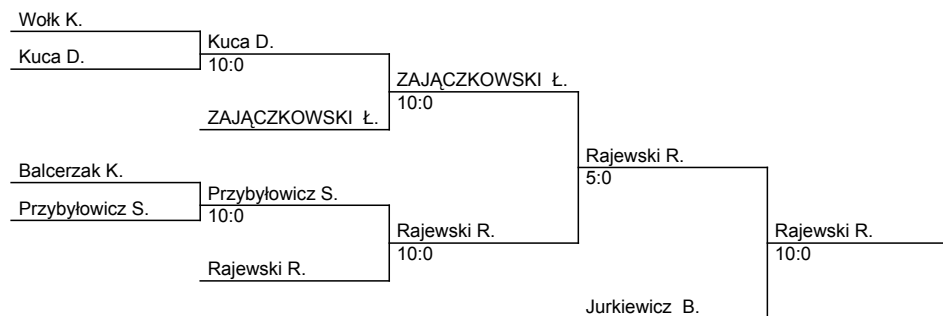 Wołk K.
Kuca D.
Kuca D.
10:0
ZAJĄCZKOWSKI Ł.
10:0
ZAJĄCZKOWSKI Ł.
Rajewski R.
5:0
Balcerzak K.
Przybyłowicz S.
Przybyłowicz S.
10:0
Rajewski R.
10:0
Rajewski R.
10:0
Rajewski R.
Jurkiewicz B.